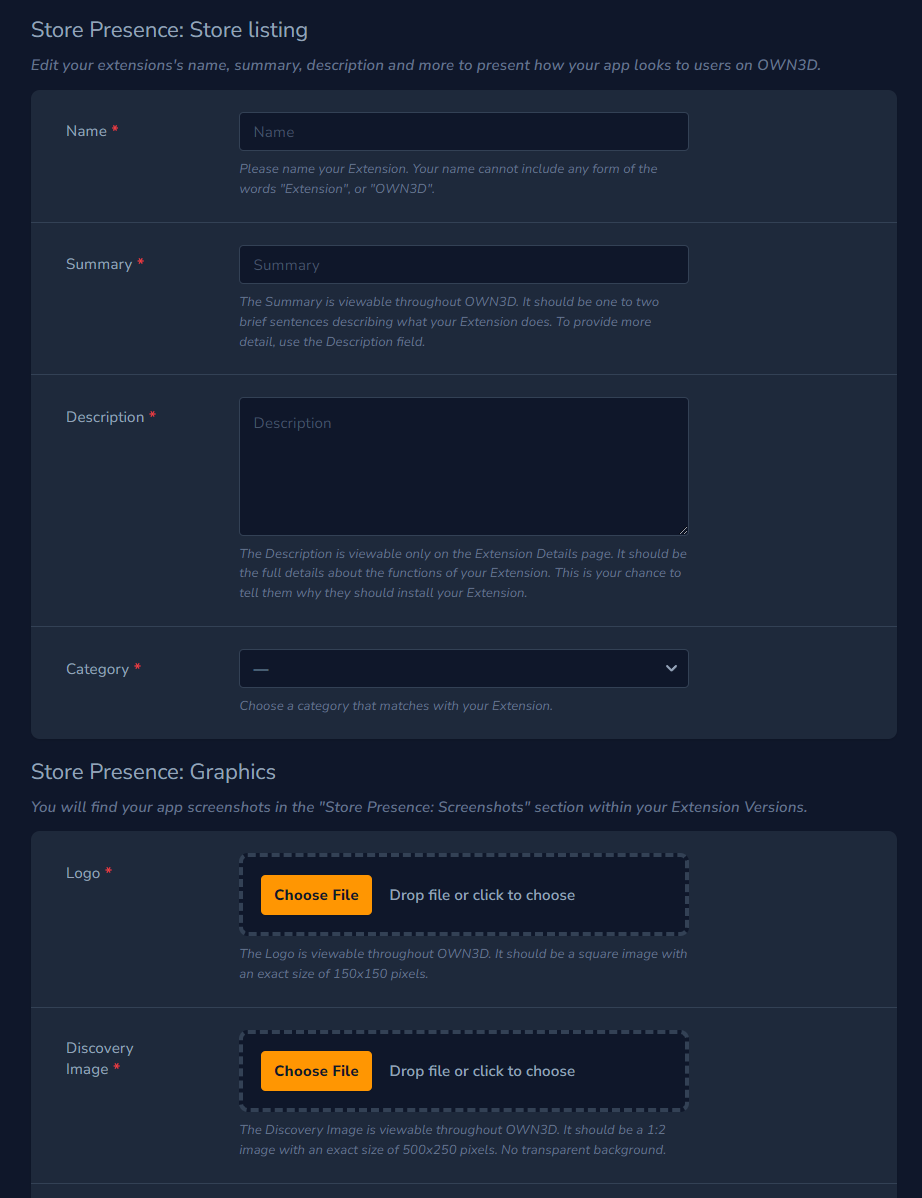 Store Presence: Store listing
Edit your extensions's name, summary, description and more to present how your app looks to users on OWN3D.
Name *
Name
Please name your Extension. Your name cannot include any form of the
words "Extension", or "OWN3D".
Summary *
Summary
The Summary is viewable throughout OWN3D. It should be one to two
brief sentences describing what your Extension does. To provide more
detail, use the Description field.
Description *
Description
The Description is viewable only on the Extension Details page. It should be
the full details about the functions of your Extension. This is your chance to
tell them why they should install your Extension.
Category *
—
Choose a category that matches with your Extension.
Store Presence: Graphics
You will find your app screenshots in the "Store Presence: Screenshots" section within your Extension Versions.
Logo *
Choose File Drop file or click to choose
The Logo is viewable throughout OWN3D. It should be a square image with
an exact size of 150x150 pixels.
Discovery
Image *
Choose File Drop file or click to choose
The Discovery Image is viewable throughout OWN3D. It should be a 1:2
image with an exact size of 500x250 pixels. No transparent background.